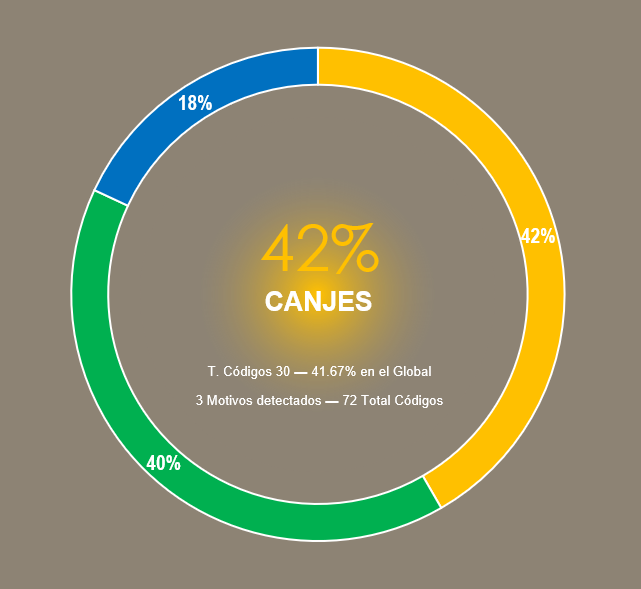 18%
42%
42%
CANJES
T. Códigos 30 — 41.67% en el Global
3 Motivos detectados — 72 Total Códigos
40%